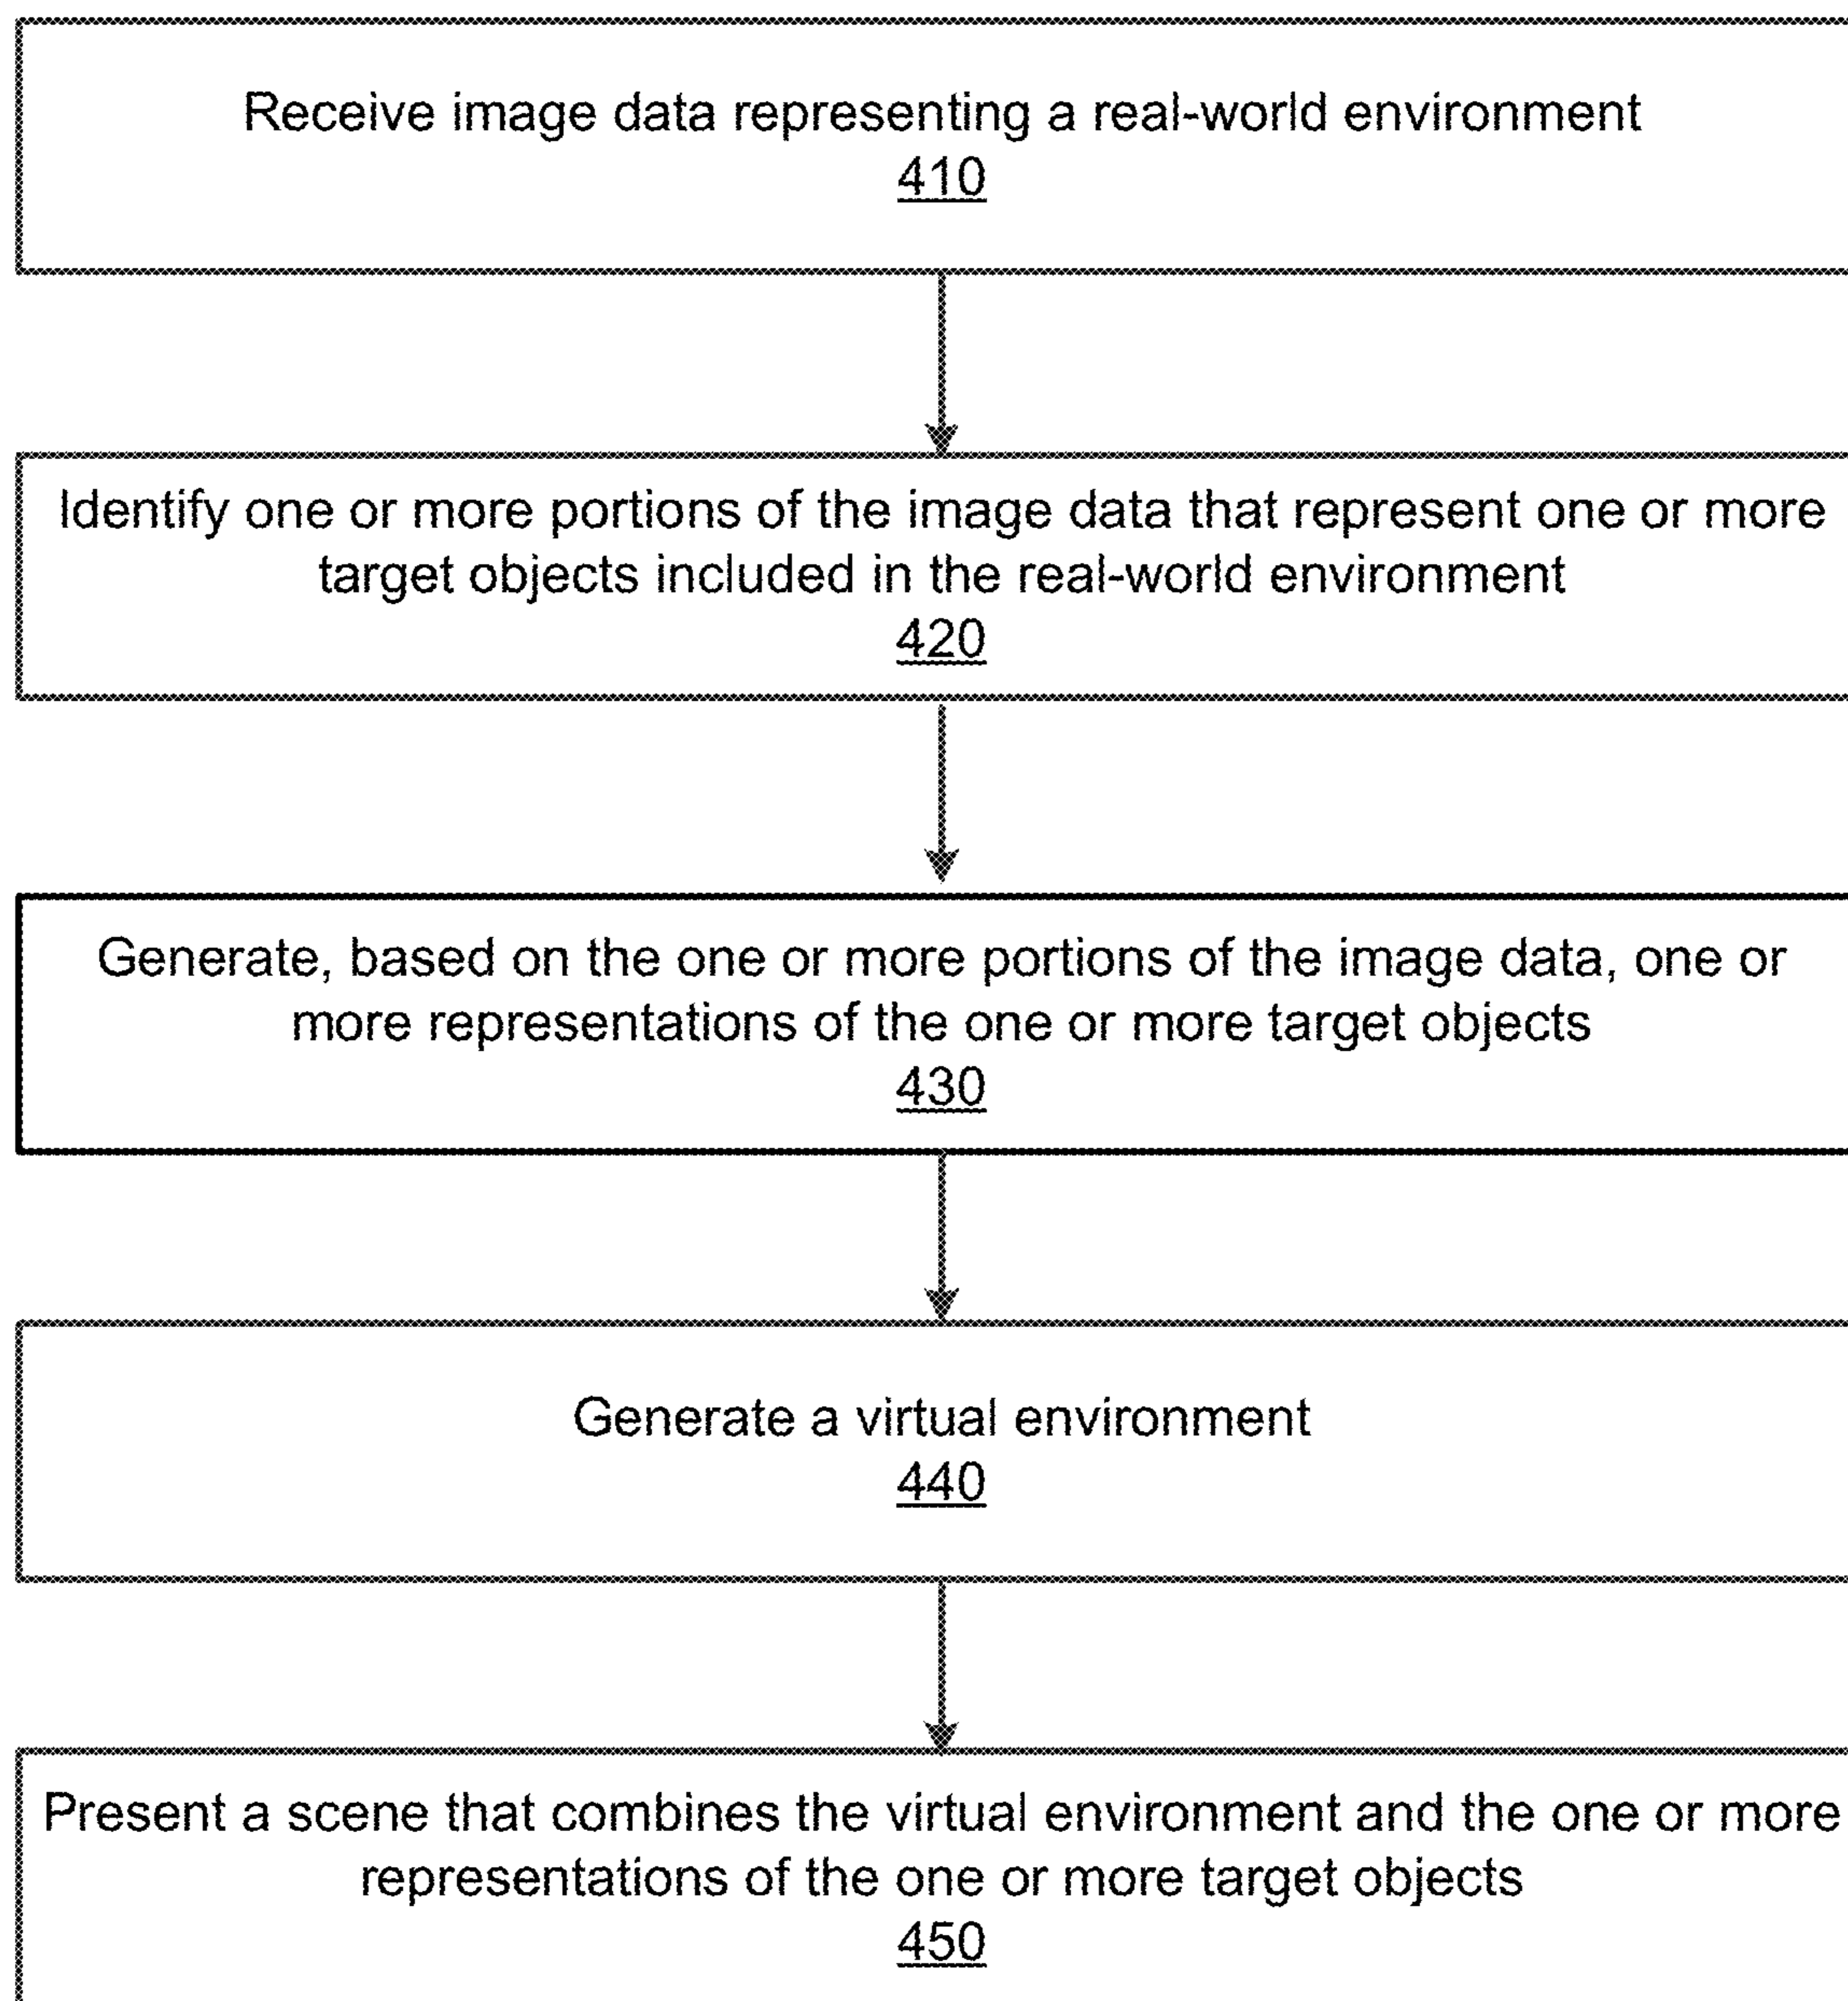 Receive image data representing a real-world environment
410
Identify one or more portions of the image data that represent one or more
target objects included in the real-world environment
420
Generate, based on the one or more portions of the image data, one or
more representations of the one or more target objects
430
Generate a virtual environment
440
Present a scene that combines the virtual environment and the one or more
representations of the one or more target objects
450